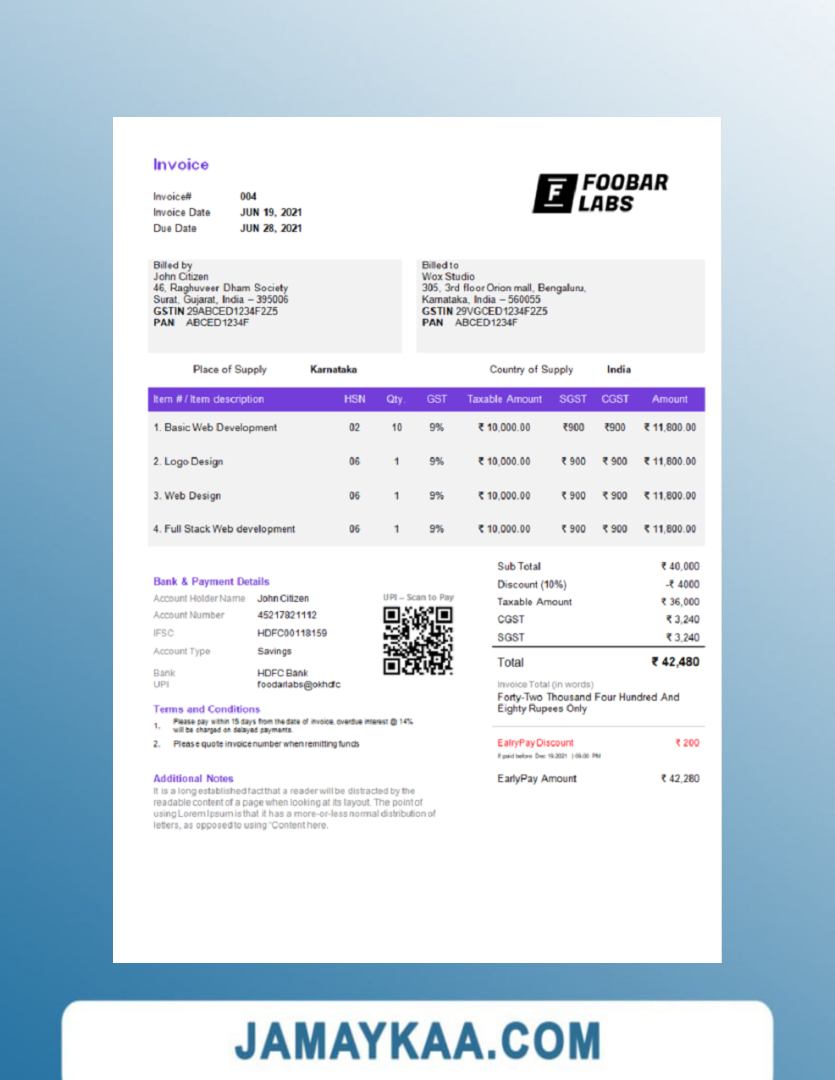 Invoice
Invoice# 004
Invoice Date JUN 19, 2021
Due Date JUN 28, 2021
FOOBAR
LABS
Billed by
John Citizen
46, Raghuveer Dham Society
Surat, Gujarat, India – 395006
GSTIN 29ABCED1234F2Z5
PAN ABCED1234F
Billed to
Wox Studio
305, 3rd floor Orion mall, Bengaluru,
Karnataka, India – 560055
GSTIN 29VGCED1234F2Z5
PAN ABCED1234F
Place of Supply Karnataka Country of Supply India
Item # / Item description HSN Qty. GST Taxable Amount SGST CGST Amount
1. Basic Web Development 02 10 9% ₹ 10,000.00 ₹900 ₹900 ₹ 11,800.00
2. Logo Design 06 1 9% ₹ 10,000.00 ₹ 900 ₹ 900 ₹ 11,800.00
3. Web Design 06 1 9% ₹ 10,000.00 ₹ 900 ₹ 900 ₹ 11,800.00
4. Full Stack Web development 06 1 9% ₹ 10,000.00 ₹ 900 ₹ 900 ₹ 11,800.00
Bank & Payment Details
Account Holder Name John Citizen
Account Number 45217821112
IFSC HDFC00118159
Account Type Savings
Bank HDFC Bank
UPI foodarlabs@okhdfc
UPI – Scan to Pay
Sub Total ₹ 40,000
Discount (10%) -₹ 4000
Taxable Amount ₹ 36,000
CGST ₹ 3,240
SGST ₹ 3,240
Total ₹ 42,480
Invoice Total (in words)
Forty-Two Thousand Four Hundred And
Eighty Rupees Only
EalryPay Discount ₹ 200
If paid before Dec 19,2021 | 09:00 PM
EarlyPay Amount ₹ 42,280
Terms and Conditions
1. Please pay within 15 days from the date of invoice, overdue interest @ 14%
will be charged on delayed payments.
2. Please quote invoice number when remitting funds
Additional Notes
It is a long established fact that a reader will be distracted by the
readable content of a page when looking at its layout. The point of
using Lorem Ipsum is that it has a more-or-less normal distribution of
letters, as opposed to using 'Content here.
JAMAYKAA.COM